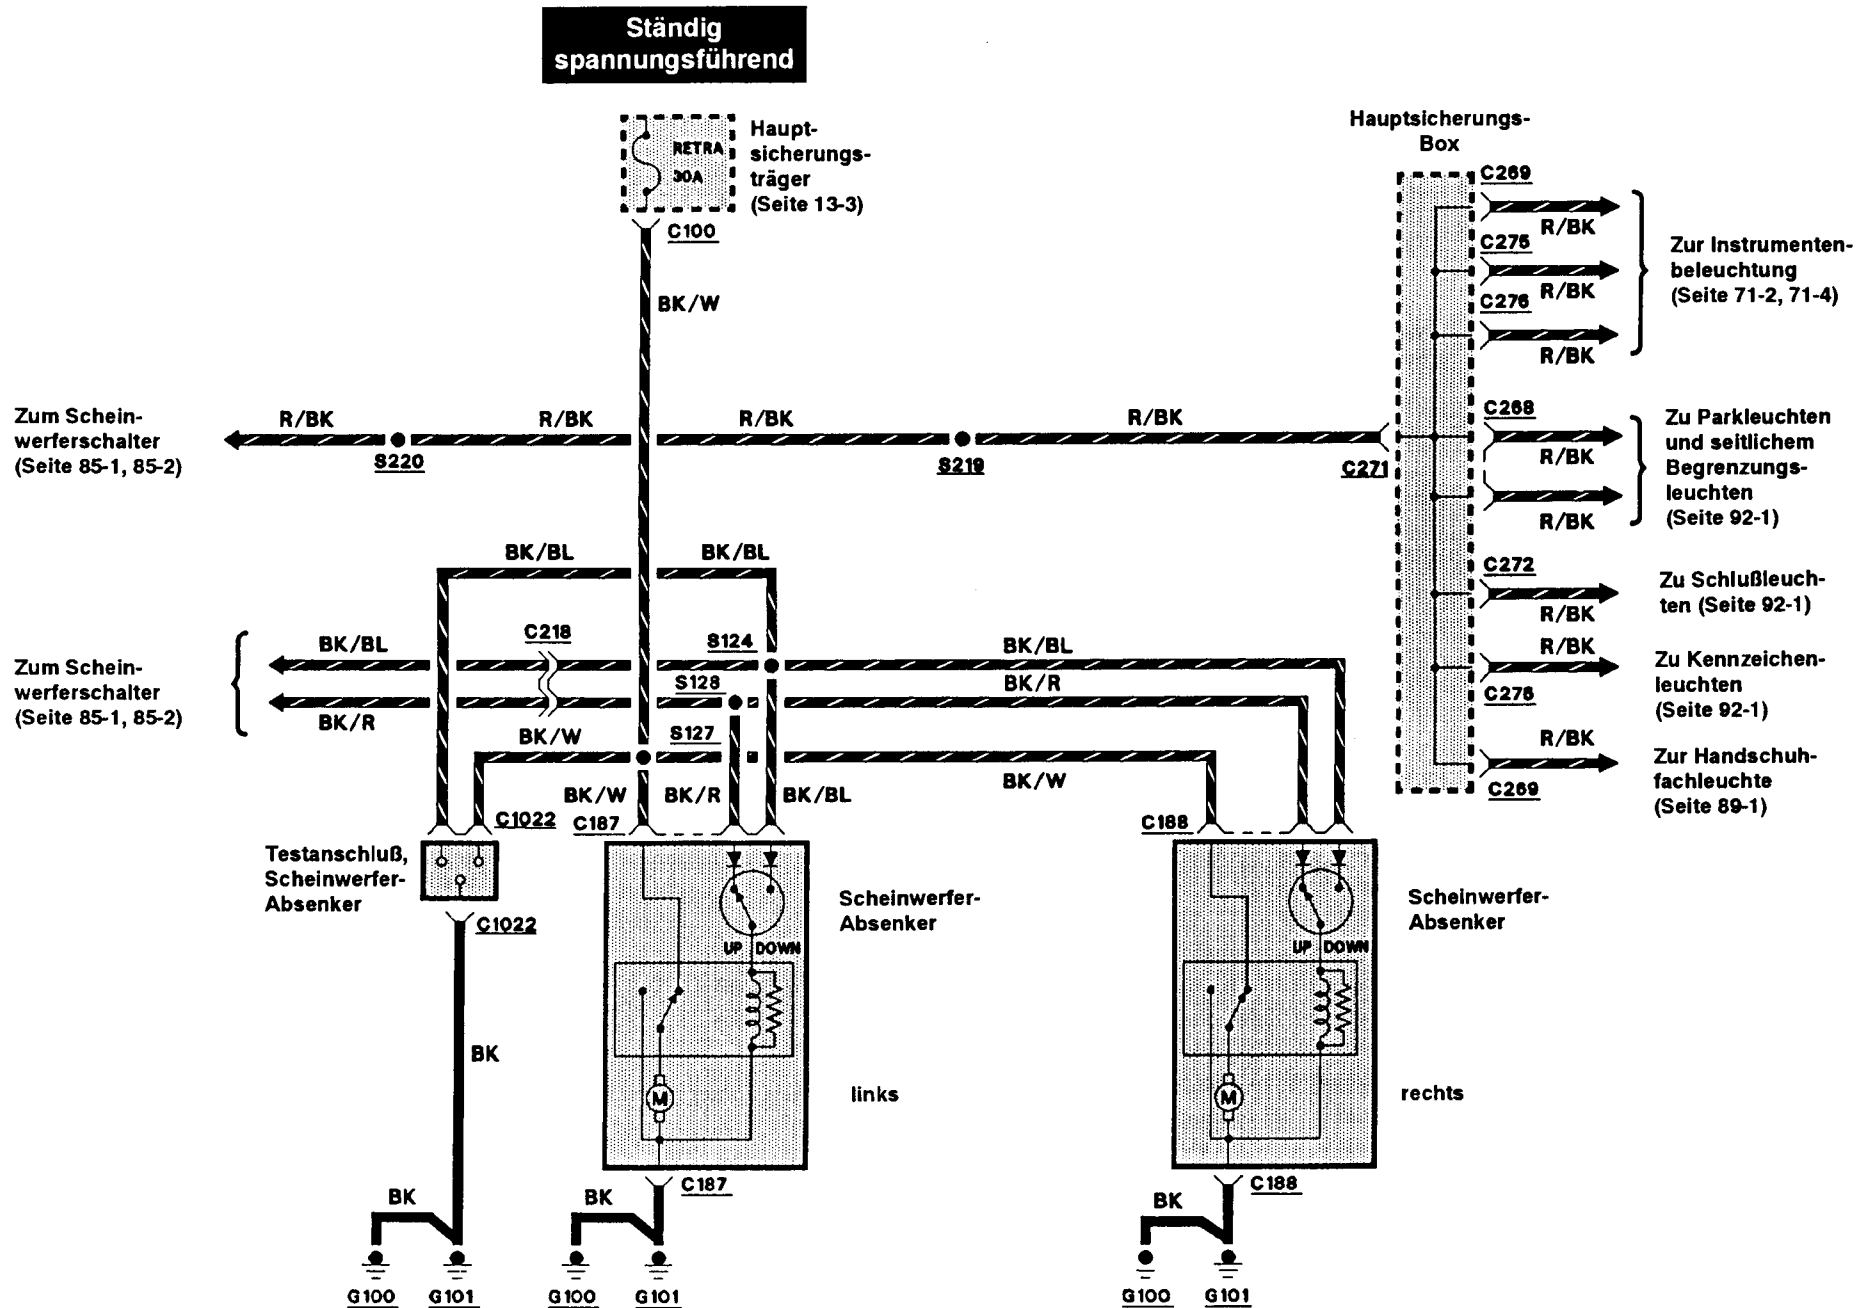 Ständig
spannungsführend
RETRA
30A
Haupt-
sicherungs-
träger
(Seite 13-3)
C100
BK/W
Hauptsicherungs-
Box
C269
R/BK
C275
R/BK
C276
R/BK
Zur Instrumenten-
beleuchtung
(Seite 71-2, 71-4)
Zum Schein-
werferschalter
(Seite 85-1, 85-2)
R/BK
S220
R/BK
R/BK
S219
R/BK
C271
C268
R/BK
R/BK
Zu Parkleuchten
und seitlichem
Begrenzungs-
leuchten
(Seite 92-1)
C272
R/BK
Zu Schlußleuch-
ten (Seite 92-1)
R/BK
C276
Zu Kennzeichen-
leuchten
(Seite 92-1)
R/BK
C269
Zur Handschuh-
fachleuchte
(Seite 89-1)
BK/BL
BK/BL
Zum Schein-
werferschalter
(Seite 85-1, 85-2)
BK/BL
C218
S124
BK/BL
BK/R
S128
BK/R
BK/W
S127
BK/W
BK/W
BK/R
BK/BL
C1022
C187
C188
Testanschluß,
Scheinwerfer-
Absenker
C1022
BK
UP
DOWN
M
Scheinwerfer-
Absenker
links
UP
DOWN
M
Scheinwerfer-
Absenker
rechts
C187
C188
BK
BK
BK
G100
G101
G100
G101
G100
G101